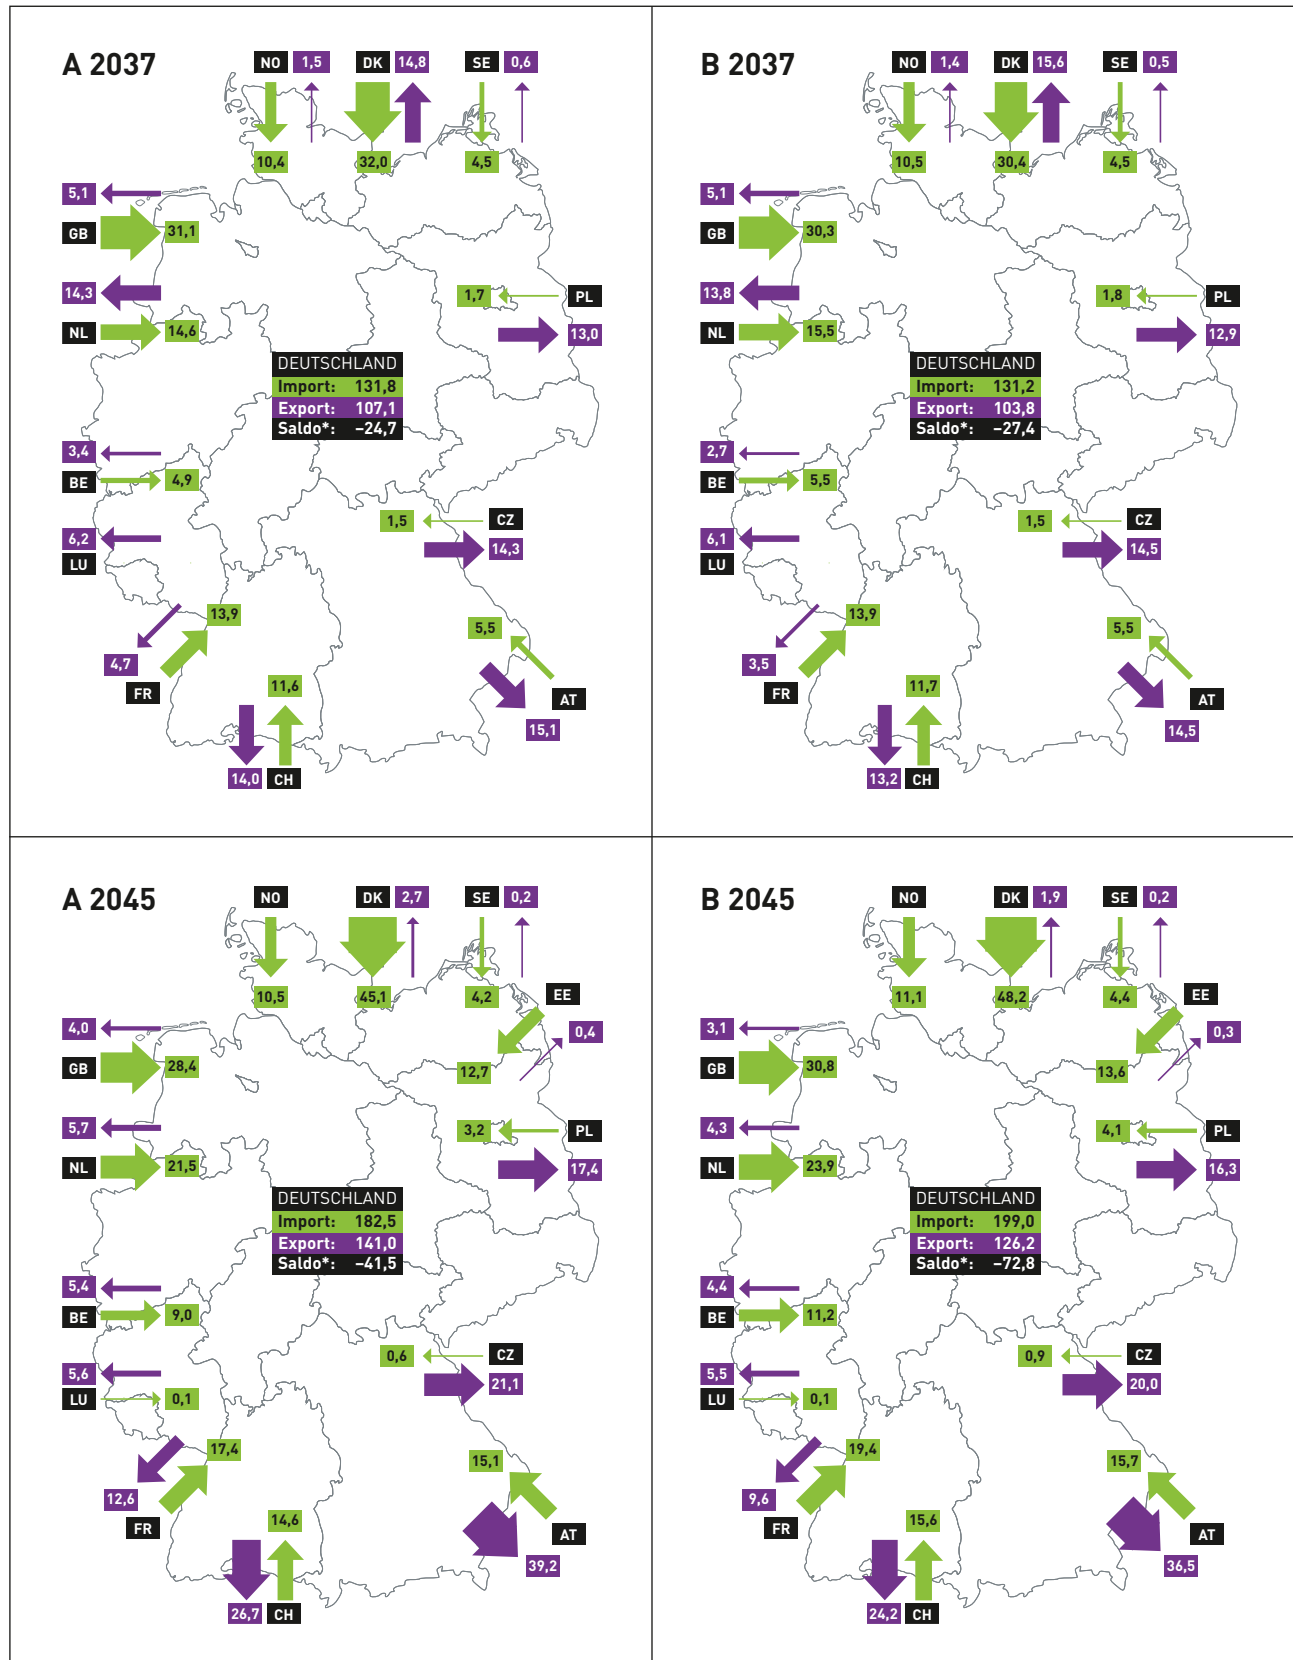 A 2037
NO 1,5 DK 14,8 SE 0,6
10,4 32,0 4,5
5,1
GB 31,1
14,3
1,7 PL
NL 14,6 13,0
DEUTSCHLAND
Import: 131,8
Export: 107,1
Saldo*: –24,7
3,4
BE 4,9
1,5 CZ
6,2 14,3
LU
13,9
5,5
4,7
FR 11,6 AT
15,1
14,0 CH
B 2037
NO 1,4 DK 15,6 SE 0,5
10,5 30,4 4,5
5,1
GB 30,3
13,8
1,8 PL
NL 15,5 12,9
DEUTSCHLAND
Import: 131,2
Export: 103,8
Saldo*: –27,4
2,7
BE 5,5
1,5 CZ
6,1 14,5
LU
13,9
5,5
3,5
FR 11,7 AT
14,5
13,2 CH
A 2045
NO DK 2,7 SE 0,2
10,5 45,1 4,2 EE
4,0 0,4
GB 28,4 12,7
5,7 3,2 PL
NL 21,5 17,4
DEUTSCHLAND
Import: 182,5
Export: 141,0
Saldo*: –41,5
5,4
BE 9,0
0,6 CZ
5,6 21,1
LU 0,1
17,4
15,1
12,6
FR 14,6 AT
39,2
26,7 CH
B 2045
NO DK 1,9 SE 0,2
11,1 48,2 4,4 EE
3,1 0,3
GB 30,8 13,6
4,3 4,1 PL
NL 23,9 16,3
DEUTSCHLAND
Import: 199,0
Export: 126,2
Saldo*: –72,8
4,4
BE 11,2
0,9 CZ
5,5 20,0
LU 0,1
19,4
15,7
9,6
FR 15,6 AT
36,5
24,2 CH